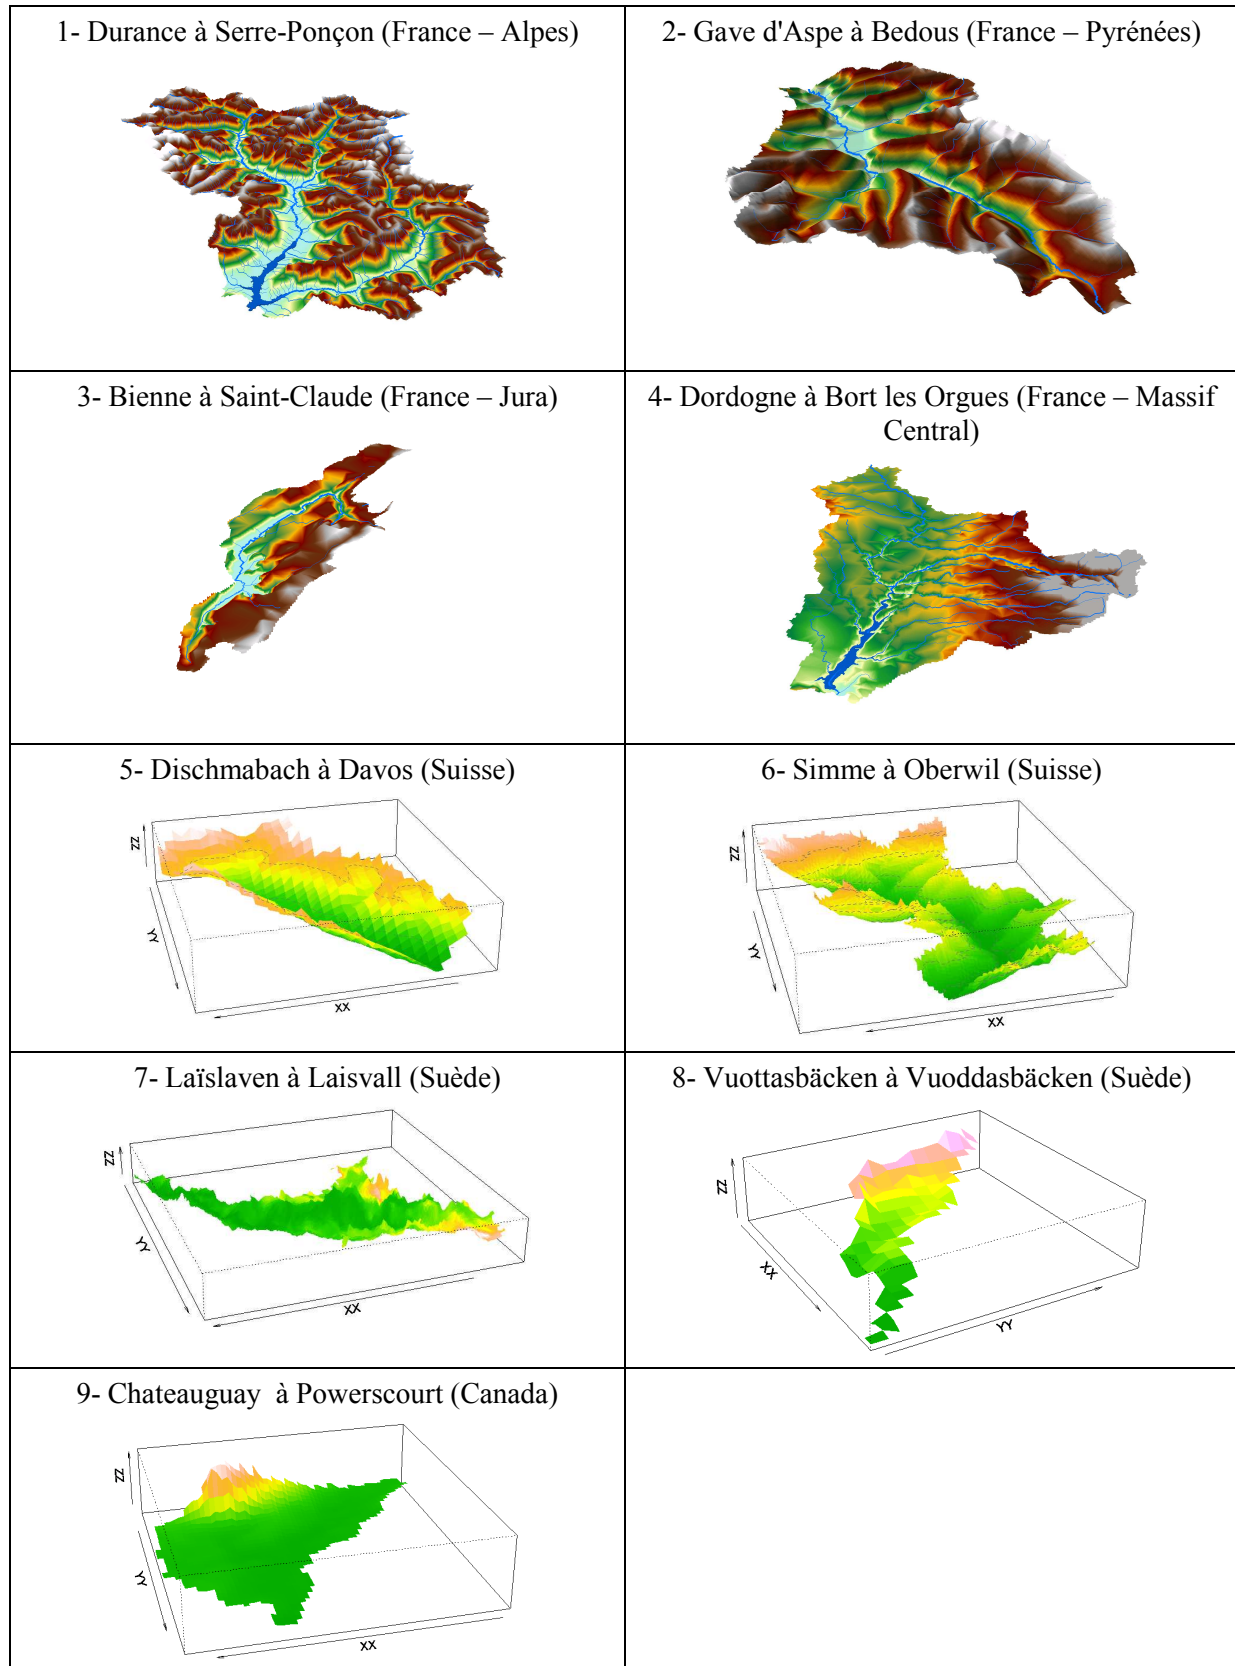 1- Durance à Serre-Ponçon (France – Alpes)
2- Gave d'Aspe à Bedous (France – Pyrénées)
3- Bienne à Saint-Claude (France – Jura)
4- Dordogne à Bort les Orgues (France – Massif
Central)
5- Dischmabach à Davos (Suisse)
ZZ
YY
XX
6- Simme à Oberwil (Suisse)
ZZ
YY
XX
7- Laïslaven à Laisvall (Suède)
ZZ
YY
XX
8- Vuottasbäcken à Vuoddasbäcken (Suède)
ZZ
XX
YY
9- Chateauguay à Powerscourt (Canada)
ZZ
YY
XX